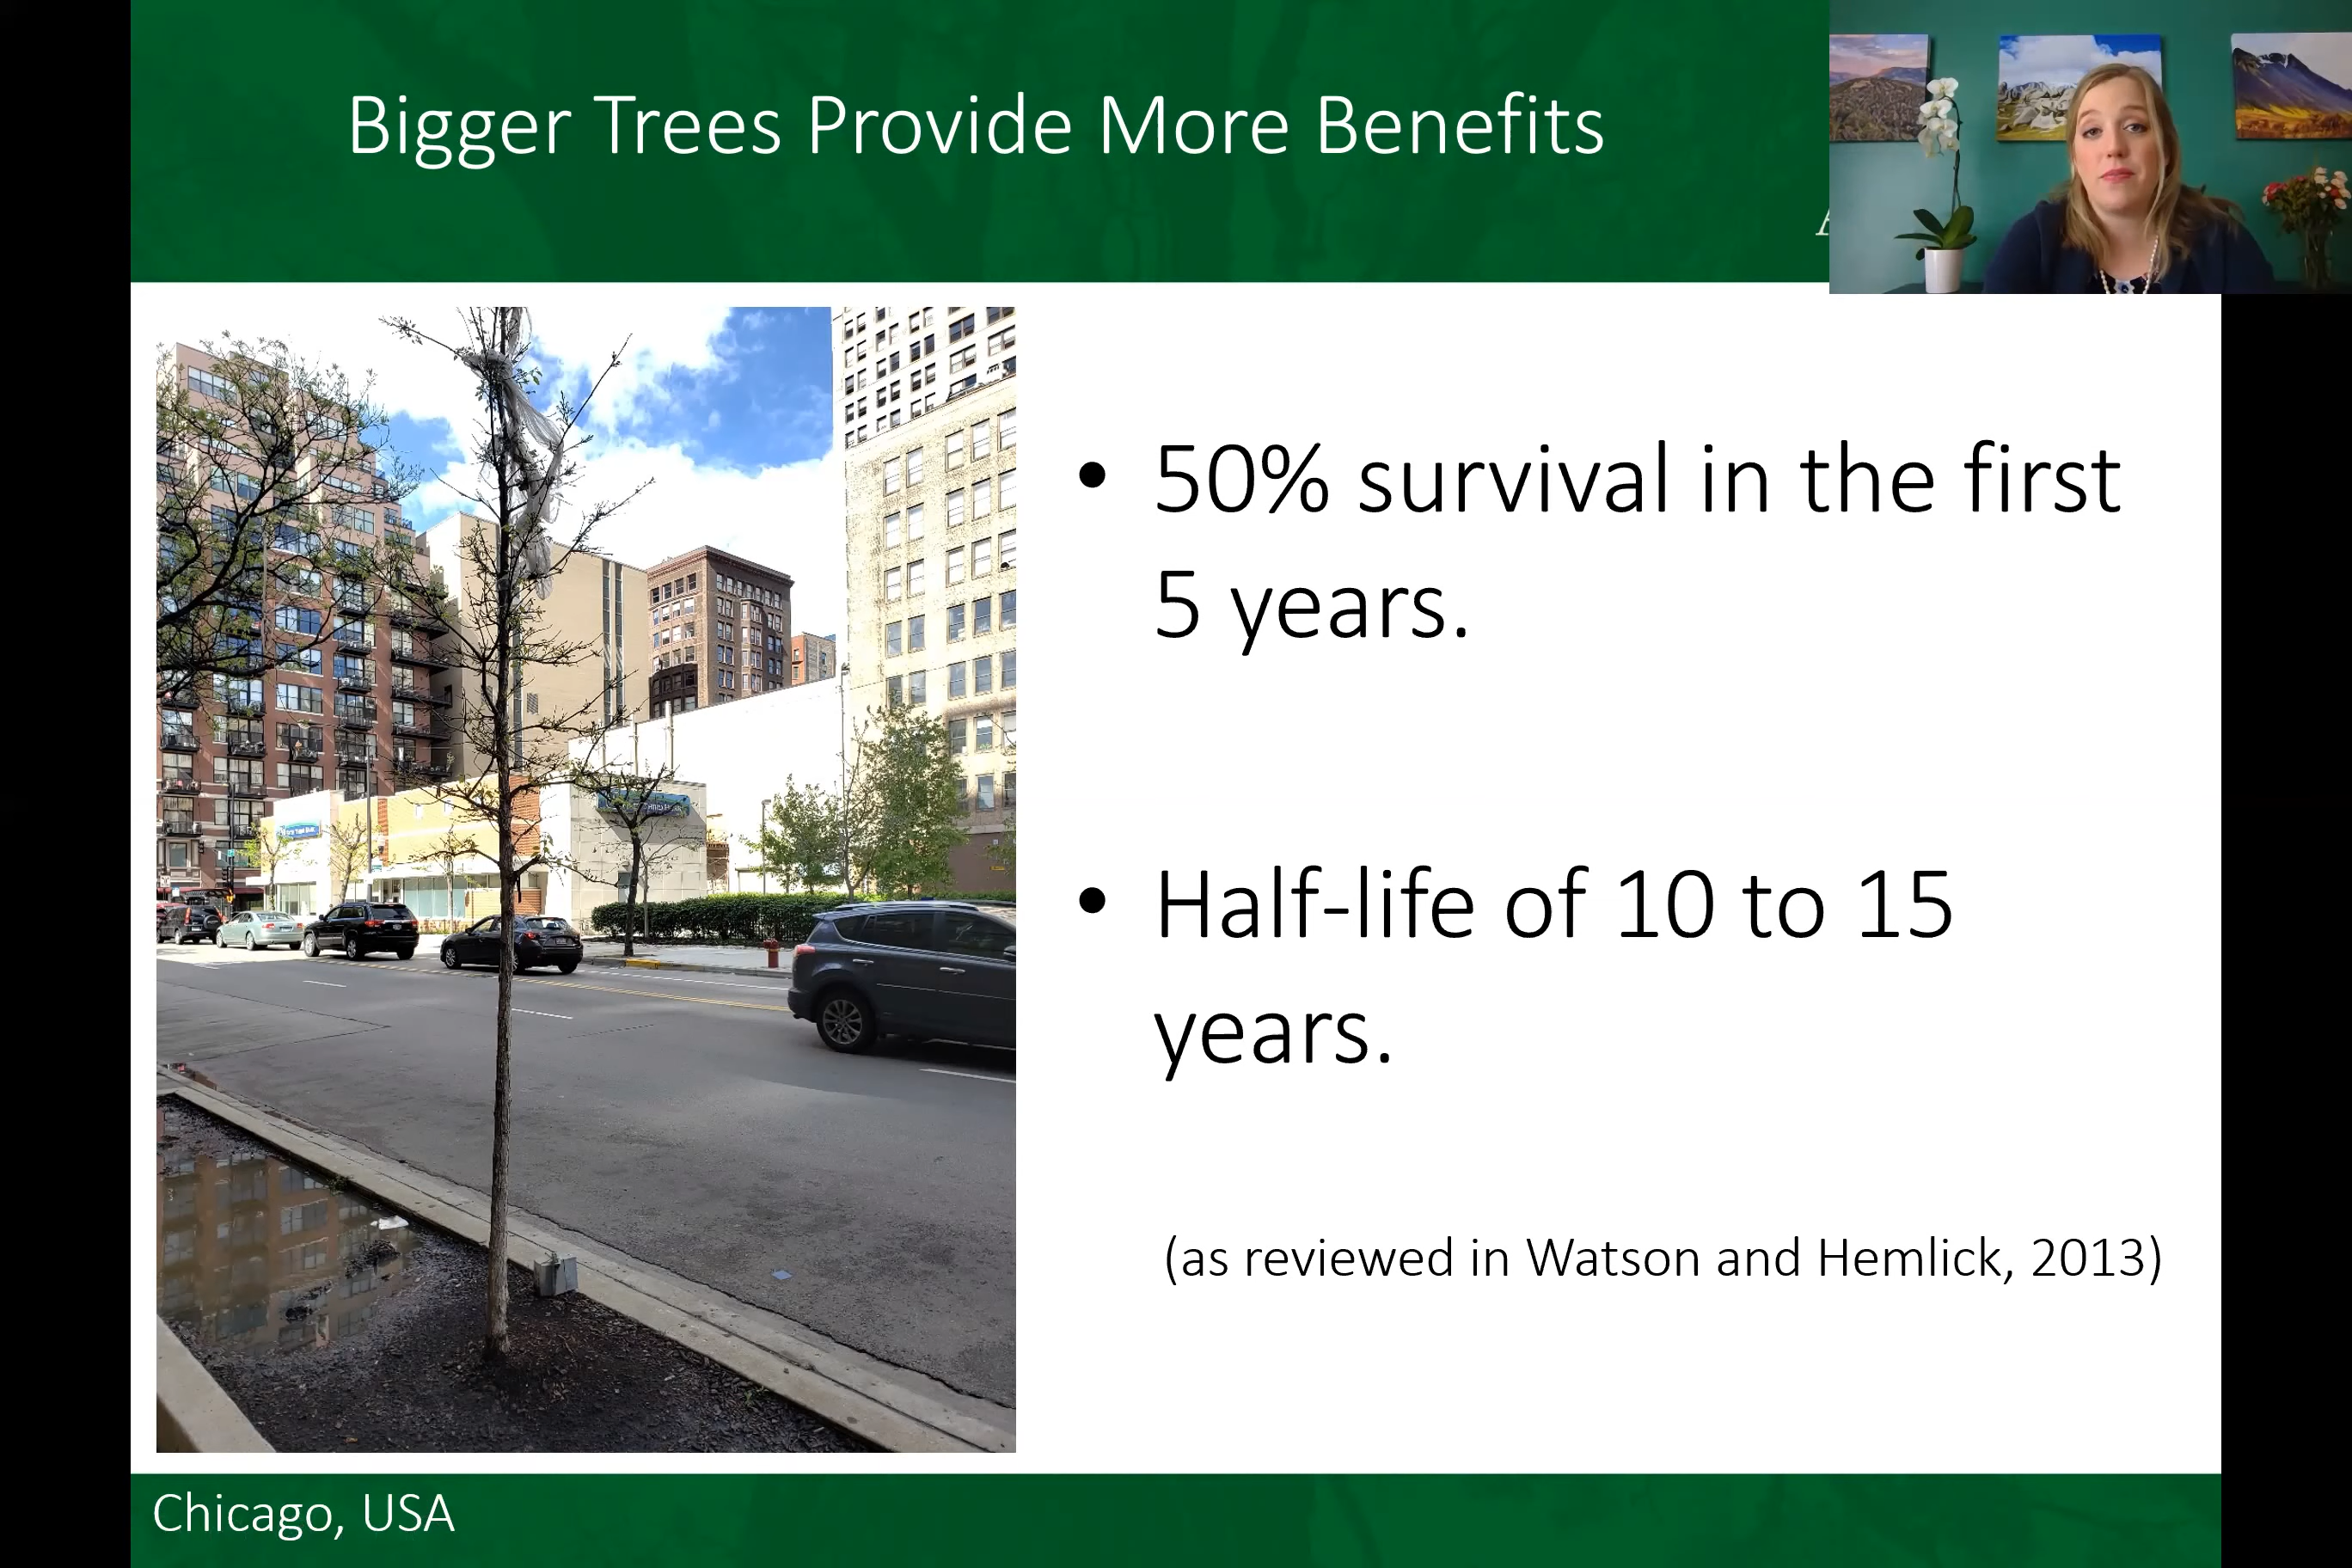 Bigger Trees Provide More Benefits
• 50% survival in the first
5 years.
• Half-life of 10 to 15
years.
(as reviewed in Watson and Hemlick, 2013)
Chicago, USA